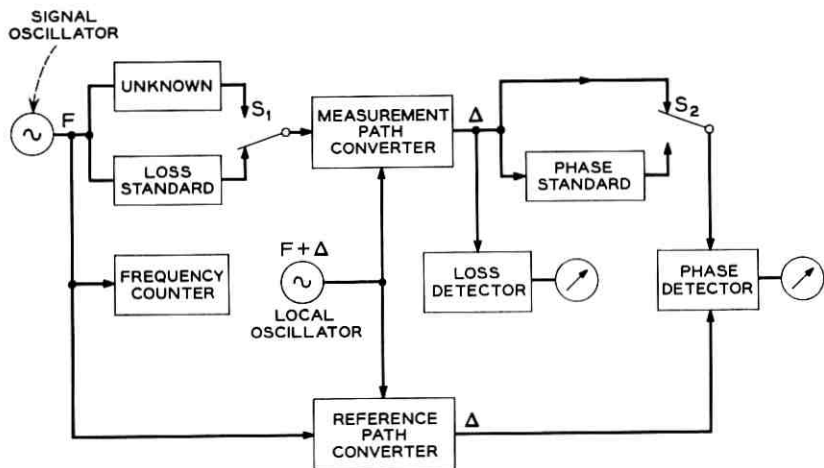 SIGNAL
OSCILLATOR
F
UNKNOWN
S1
LOSS
STANDARD
MEASUREMENT
PATH
CONVERTER
Δ
S2
PHASE
STANDARD
FREQUENCY
COUNTER
F + Δ
LOCAL
OSCILLATOR
LOSS
DETECTOR
PHASE
DETECTOR
REFERENCE
PATH
CONVERTER
Δ